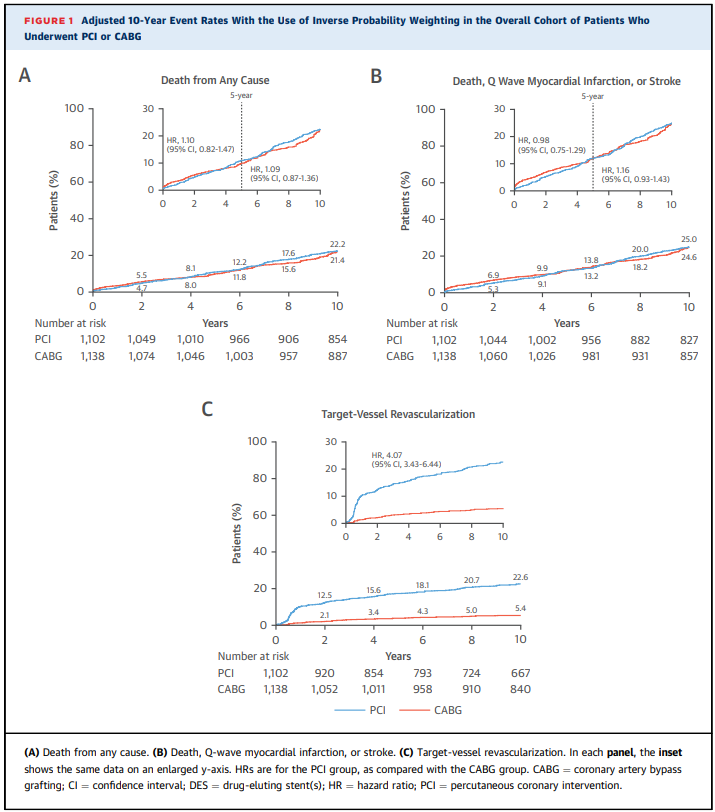 FIGURE 1 Adjusted 10-Year Event Rates With the Use of Inverse Probability Weighting in the Overall Cohort of Patients Who
Underwent PCI or CABG
A
Death from Any Cause
5-year
30
20
10
0
HR, 1.10
(95% CI, 0.82-1.47)
HR, 1.09
(95% CI, 0.87-1.36)
0 2 4 6 8 10
100
80
60
40
20
0
Patients (%)
5.5 8.1 12.2 17.6 22.2
4.7 8.0 11.8 15.6 21.4
0 2 4 6 8 10
Number at risk Years
PCI 1,102 1,049 1,010 966 906 854
CABG 1,138 1,074 1,046 1,003 957 887
B
Death, Q Wave Myocardial Infarction, or Stroke
5-year
30
20
10
0
HR, 0.98
(95% CI, 0.75-1.29)
HR, 1.16
(95% CI, 0.93-1.43)
0 2 4 6 8 10
100
80
60
40
20
0
Patients (%)
6.9 9.9 13.8 20.0 25.0
5.3 9.1 13.2 18.2 24.6
0 2 4 6 8 10
Number at risk Years
PCI 1,102 1,044 1,002 956 882 827
CABG 1,138 1,060 1,026 981 931 857
C
Target-Vessel Revascularization
30
20
10
0
HR, 4.07
(95% CI, 3.43-6.44)
0 2 4 6 8 10
100
80
60
40
20
0
Patients (%)
12.5 15.6 18.1 20.7 22.6
2.1 3.4 4.3 5.0 5.4
0 2 4 6 8 10
Number at risk Years
PCI 1,102 920 854 793 724 667
CABG 1,138 1,052 1,011 958 910 840
PCI CABG
(A) Death from any cause. (B) Death, Q-wave myocardial infarction, or stroke. (C) Target-vessel revascularization. In each panel, the inset
shows the same data on an enlarged y-axis. HRs are for the PCI group, as compared with the CABG group. CABG = coronary artery bypass
grafting; CI = confidence interval; DES = drug-eluting stent(s); HR = hazard ratio; PCI = percutaneous coronary intervention.